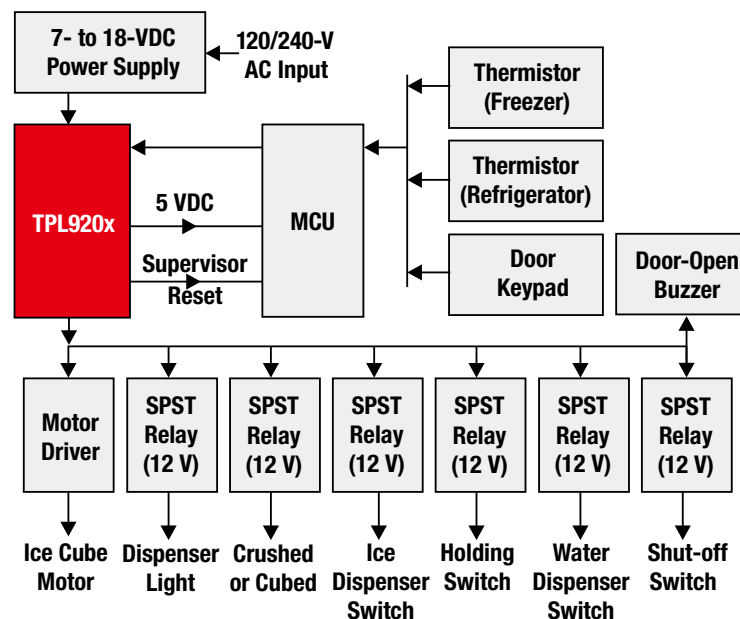 7- to 18-VDC
Power Supply
120/240-V
AC Input
Thermistor
(Freezer)
TPL920x
5 VDC
Supervisor
Reset
MCU
Thermistor
(Refrigerator)
Door
Keypad
Door-Open
Buzzer
Motor
Driver
SPST
Relay
(12 V)
SPST
Relay
(12 V)
SPST
Relay
(12 V)
SPST
Relay
(12 V)
SPST
Relay
(12 V)
SPST
Relay
(12 V)
Ice Cube
Motor
Dispenser
Light
Crushed
or Cubed
Ice
Dispenser
Switch
Holding
Switch
Water
Dispenser
Switch
Shut-off
Switch